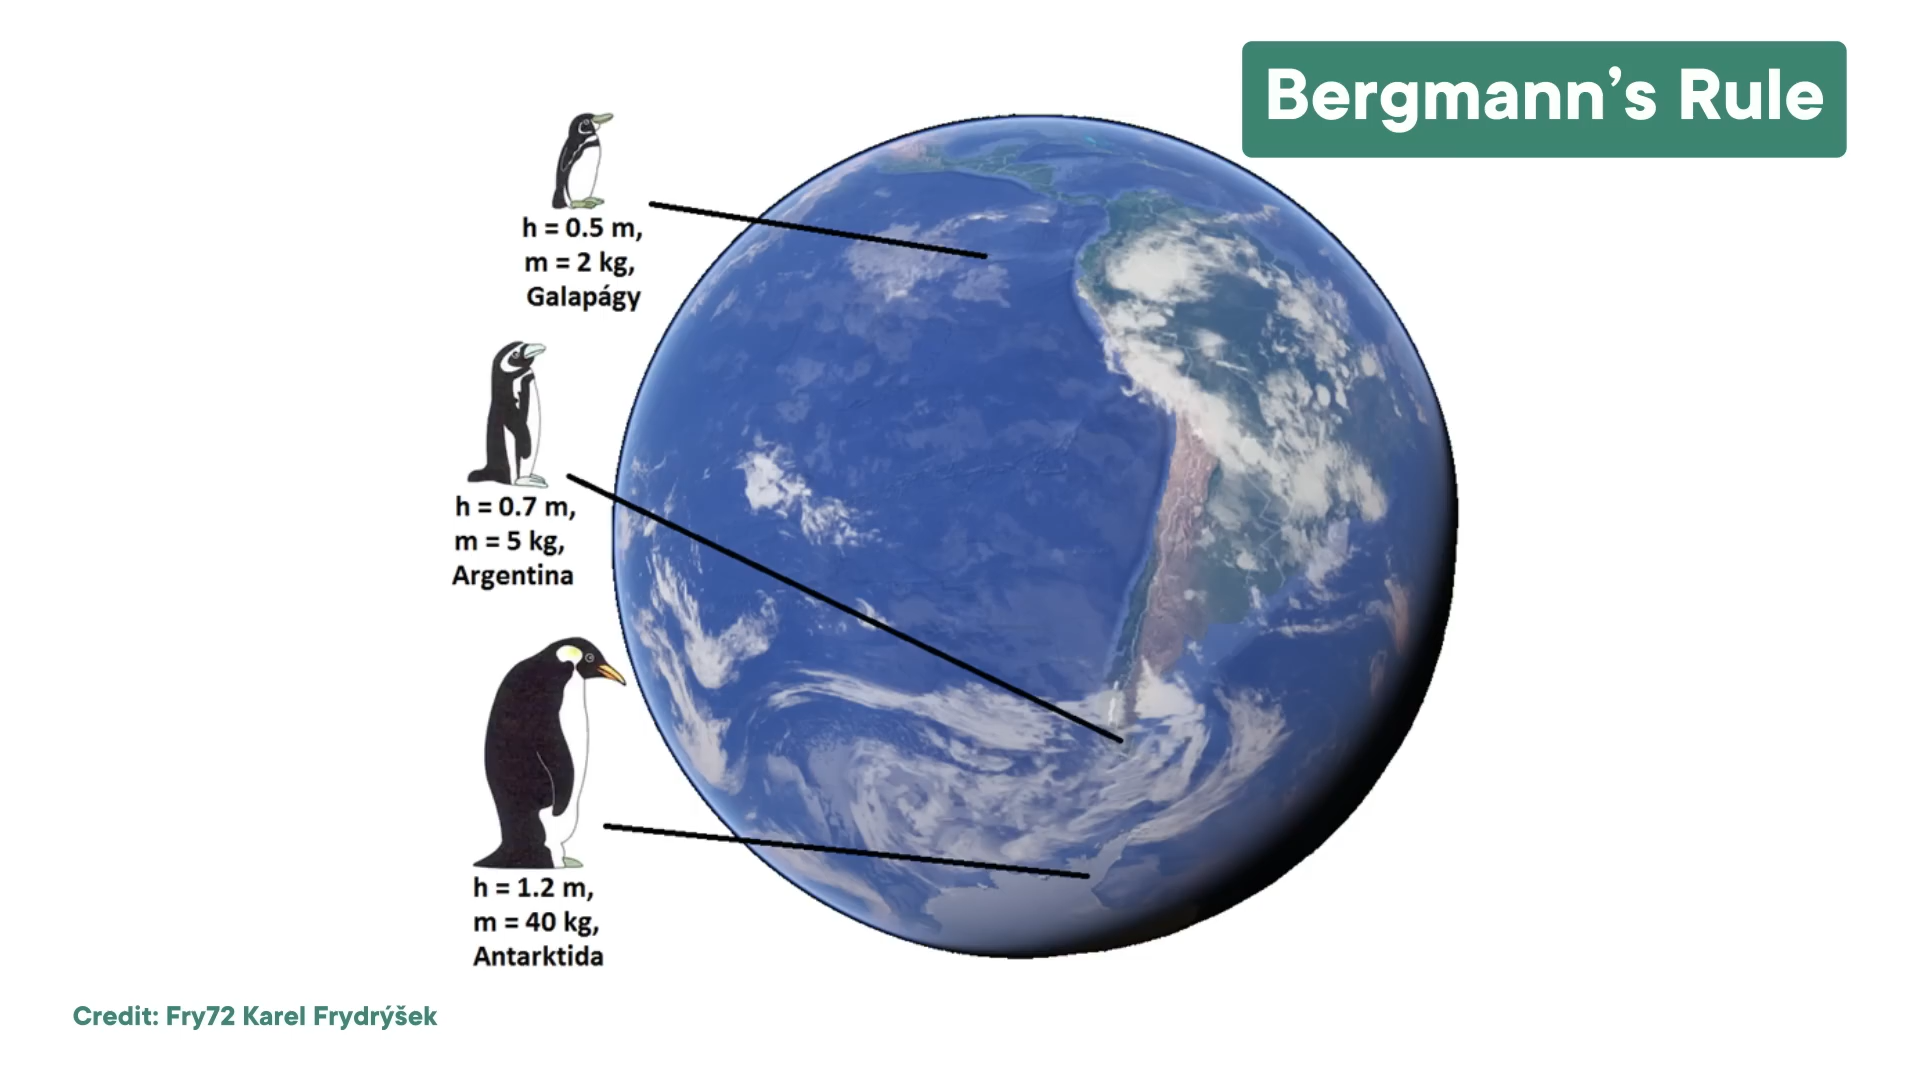 Bergmann’s Rule
h = 0.5 m,
m = 2 kg,
Galapágy
h = 0.7 m,
m = 5 kg,
Argentina
h = 1.2 m,
m = 40 kg,
Antarktida
Credit: Fry72 Karel Frydrýšek